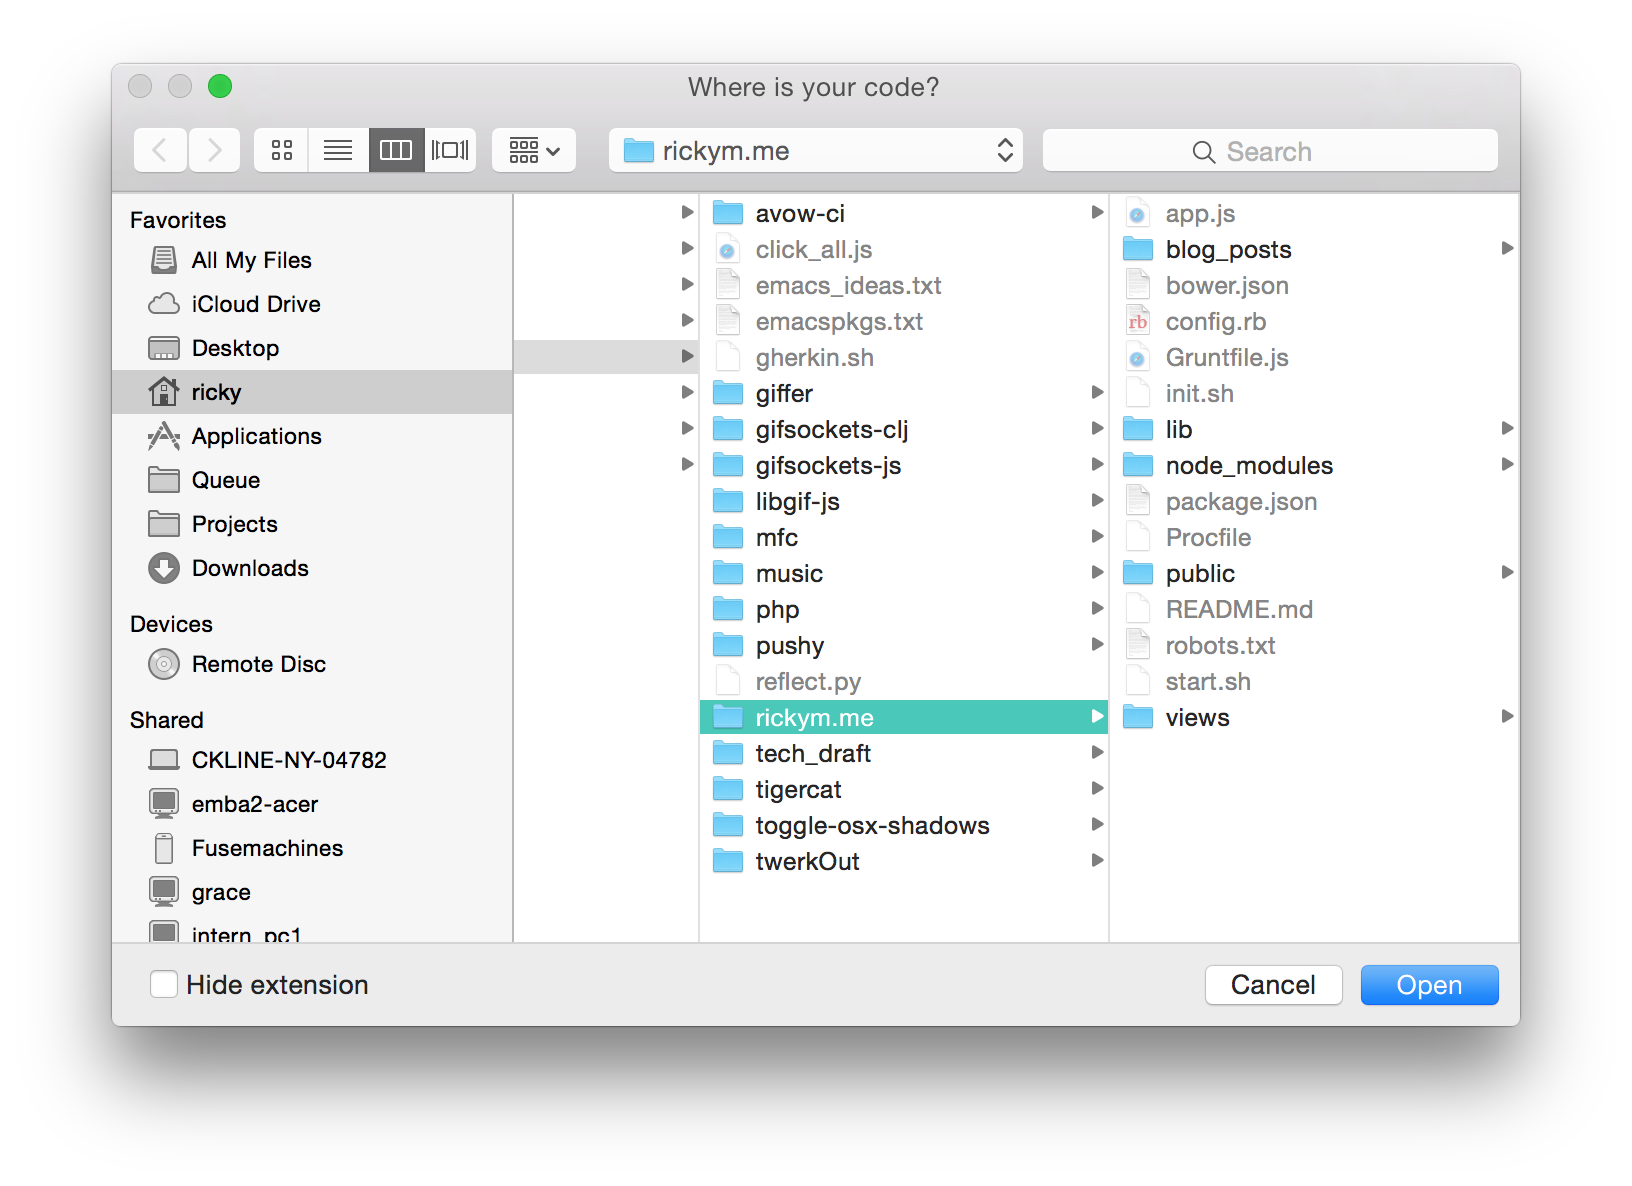 Where is your code?
rickym.me
Search
Favorites
All My Files
iCloud Drive
Desktop
ricky
Applications
Queue
Projects
Downloads
Devices
Remote Disc
Shared
CKLINE-NY-04782
emba2-acer
Fusemachines
grace
intern_pc1
avow-ci
click_all.js
emacs_ideas.txt
emacspkgs.txt
gherkin.sh
giffer
gifsockets-clj
gifsockets-js
libgif-js
mfc
music
php
pushy
reflect.py
rickym.me
tech_draft
tigercat
toggle-osx-shadows
twerkOut
app.js
blog_posts
bower.json
rb
config.rb
Gruntfile.js
init.sh
lib
node_modules
package.json
Procfile
public
README.md
robots.txt
start.sh
views
Hide extension
Cancel
Open